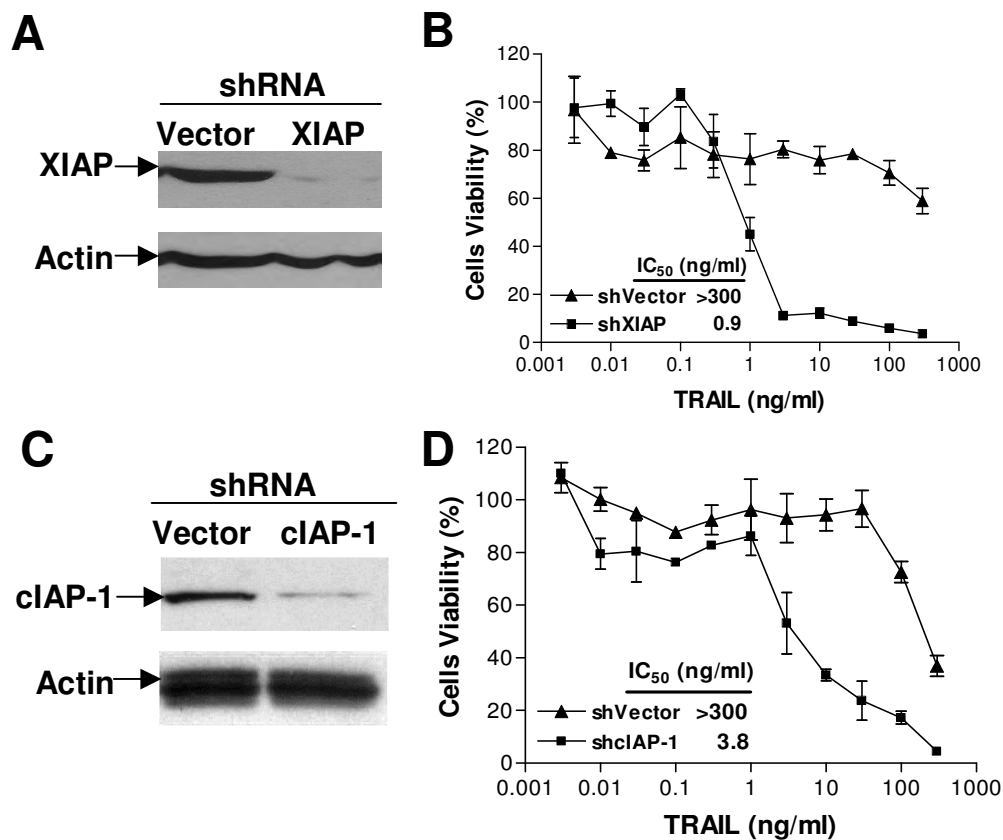 A
shRNA
Vector XIAP
XIAP
Actin
B
120
100
80
60
40
20
0
Cells Viability (%)
IC50 (ng/ml)
shVector >300
shXIAP 0.9
0.001 0.01 0.1 1 10 100 1000
TRAIL (ng/ml)
C
shRNA
Vector cIAP-1
cIAP-1
Actin
D
120
100
80
60
40
20
0
Cells Viability (%)
IC50 (ng/ml)
shVector >300
shcIAP-1 3.8
0.001 0.01 0.1 1 10 100 1000
TRAIL (ng/ml)